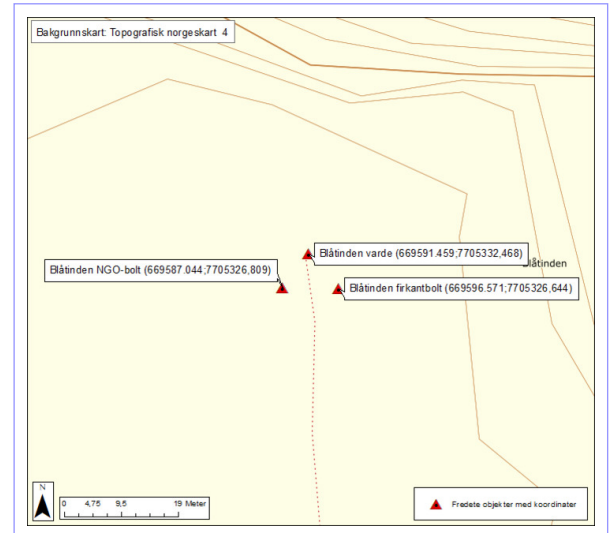 Bakgrunnskart: Topografisk norgeskart 4
Blåtinden varde (669591.459;7705332,468)
Blåtinden
Blåtinden NGO-bolt (669587.044;7705326,809)
Blåtinden firkantbolt (669596.571;7705326,644)
N
0 4,75 9,5 19 Meter
Fredete objekter med koordinater